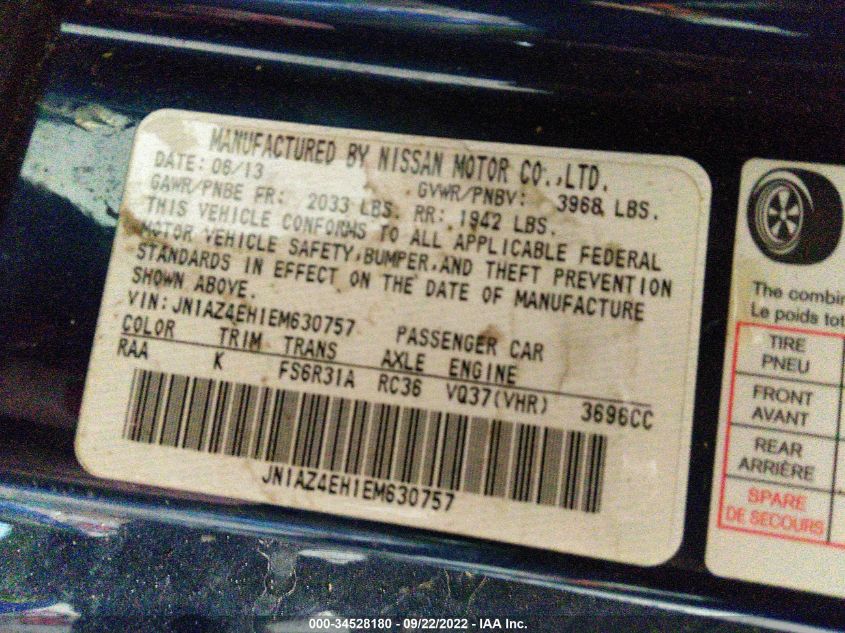 MANUFACTURED BY NISSAN MOTOR CO.,LTD.
DATE: 06/13 GVWR/PNBV: 3968 LBS.
GAWR/PNBE FR: 2033 LBS. RR: 1942 LBS.
THIS VEHICLE CONFORMS TO ALL APPLICABLE FEDERAL
MOTOR VEHICLE SAFETY,BUMPER,AND THEFT PREVENTION
STANDARDS IN EFFECT ON THE DATE OF MANUFACTURE
SHOWN ABOVE.
VIN: JN1AZ4EH1EM630757 PASSENGER CAR
COLOR TRIM TRANS AXLE ENGINE
RAA K FS6R31A RC36 VQ37(VHR) 3696CC
JN1AZ4EH1EM630757
The combin
Le poids tot
TIRE
PNEU
FRONT
AVANT
REAR
ARRIÈRE
SPARE
DE SECOURS
000-34528180 - 09/22/2022 - IAA Inc.